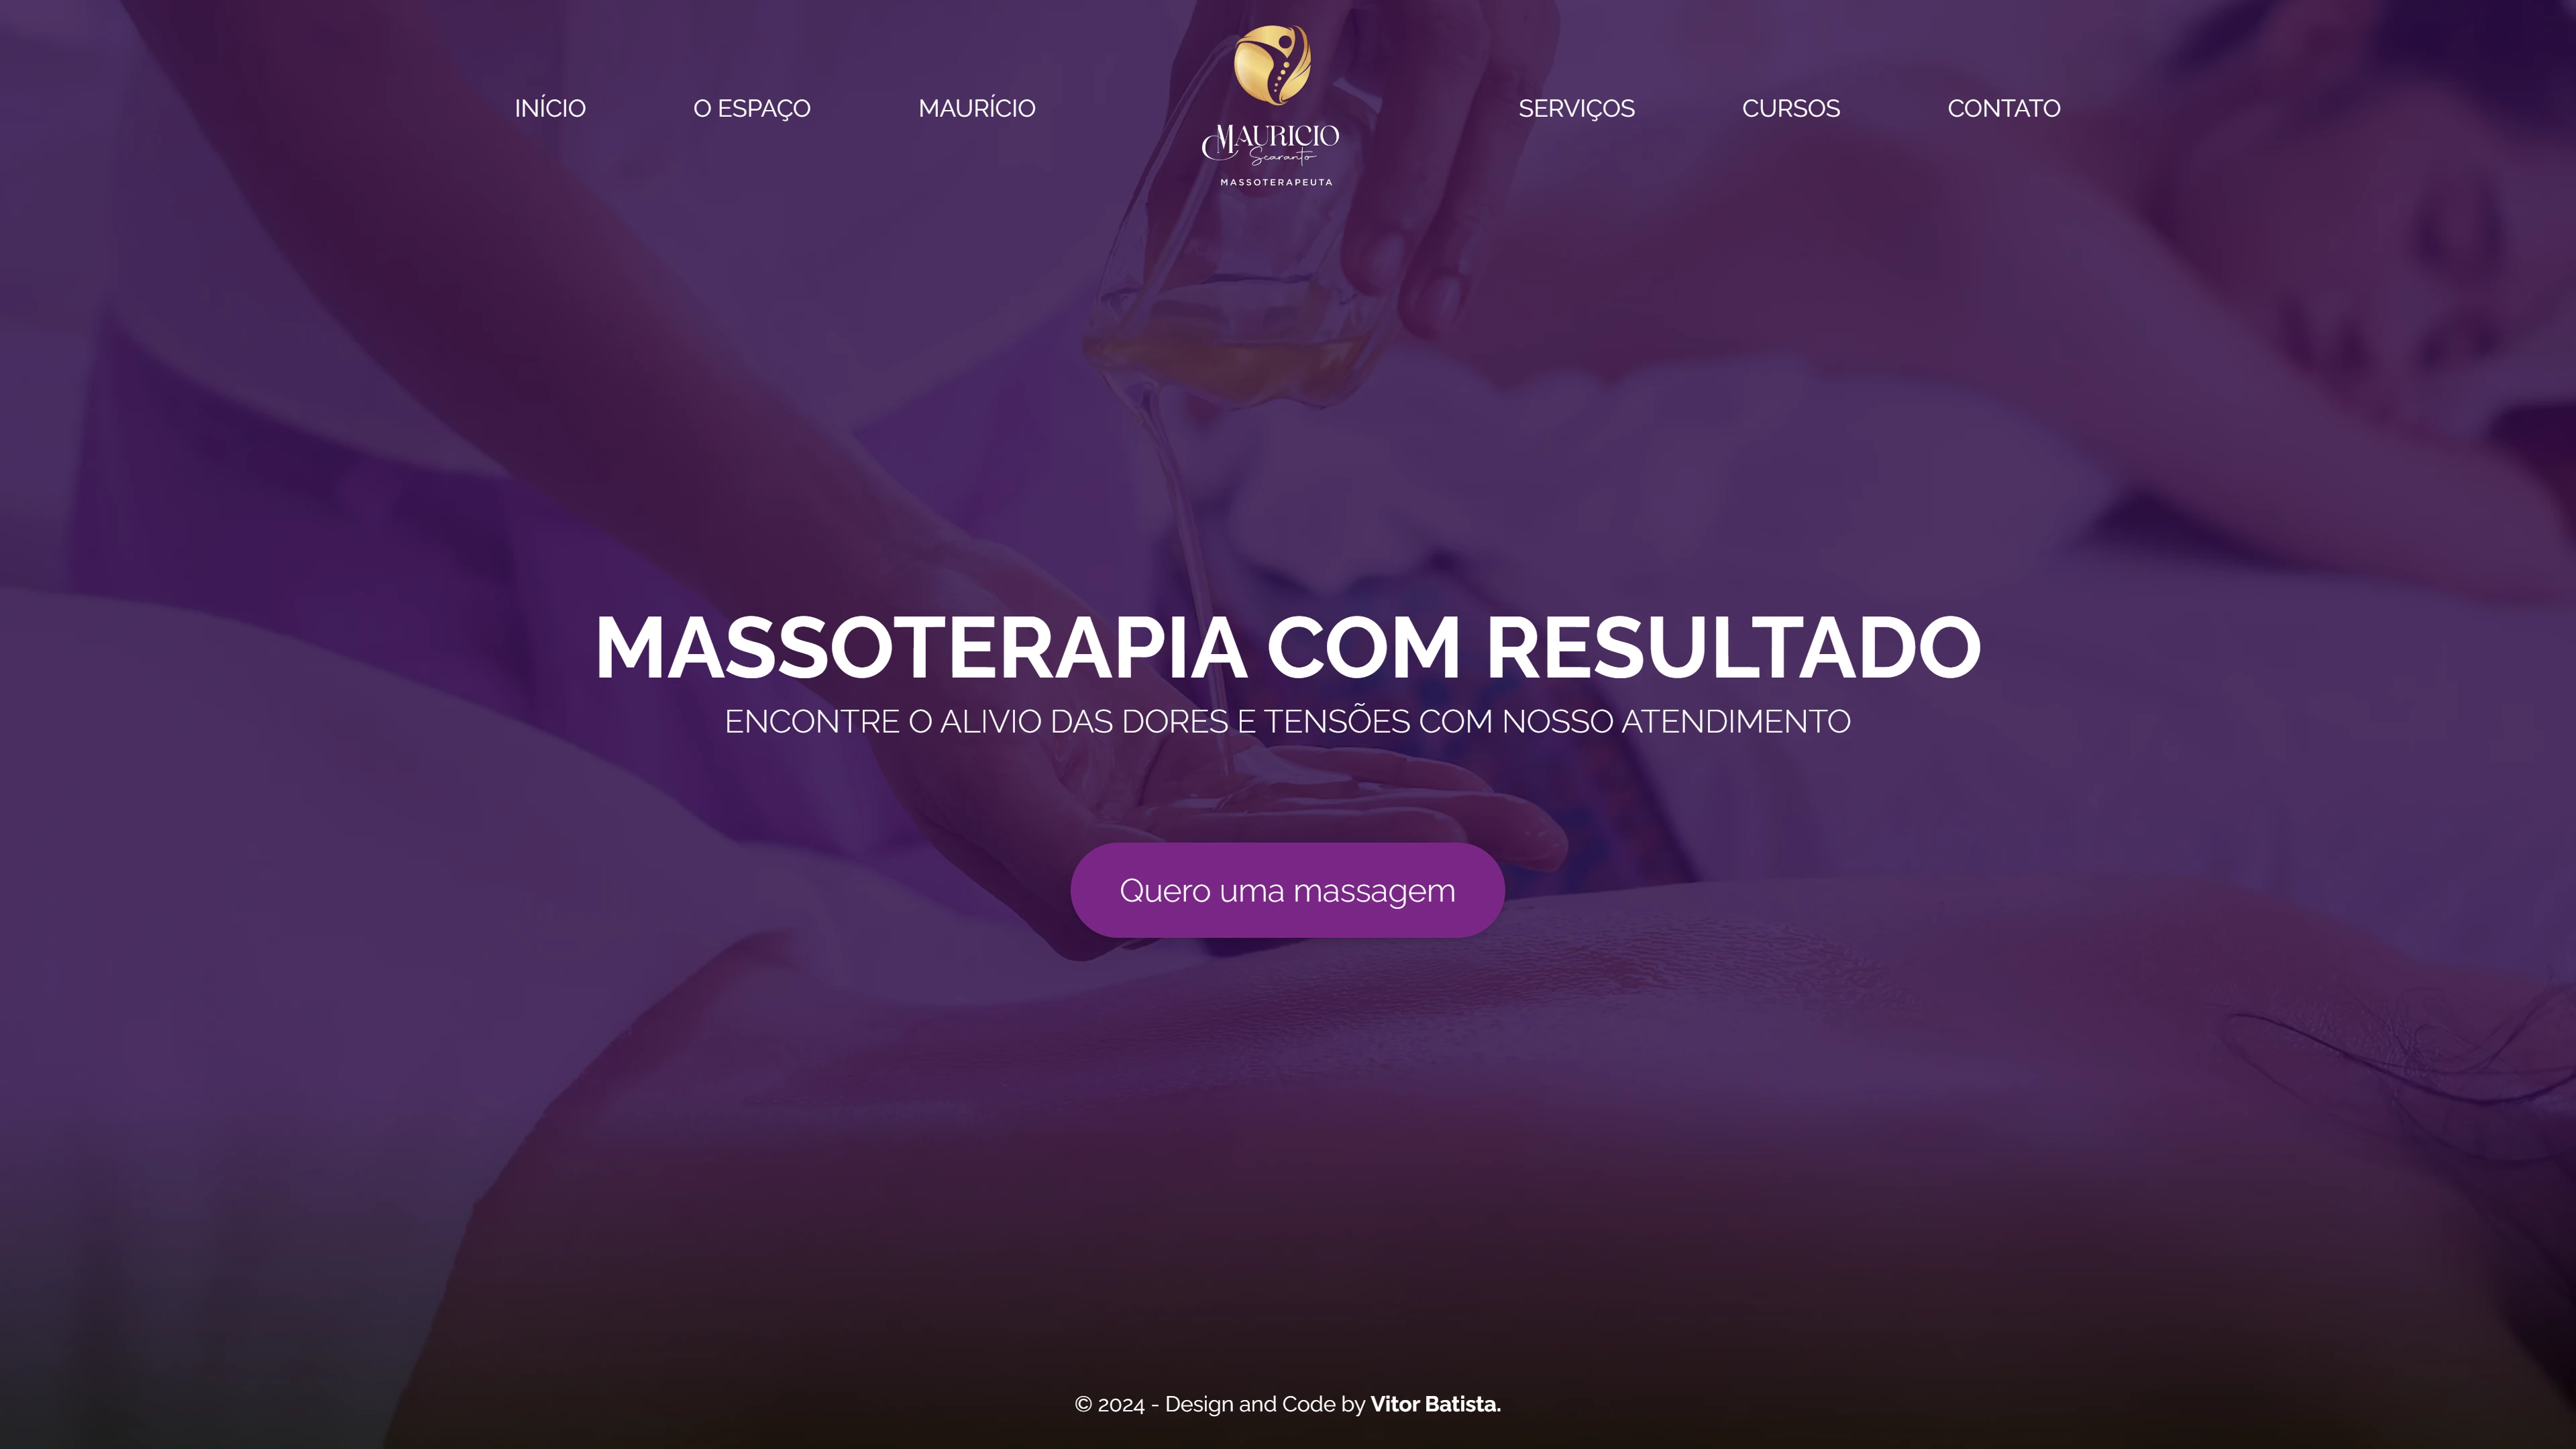 INÍCIO
O ESPAÇO
MAURÍCIO
MAURICIO
Scaranto
MASSOTERAPEUTA
SERVIÇOS
CURSOS
CONTATO
MASSOTERAPIA COM RESULTADO
ENCONTRE O ALIVIO DAS DORES E TENSÕES COM NOSSO ATENDIMENTO
Quero uma massagem
© 2024 - Design and Code by Vitor Batista.